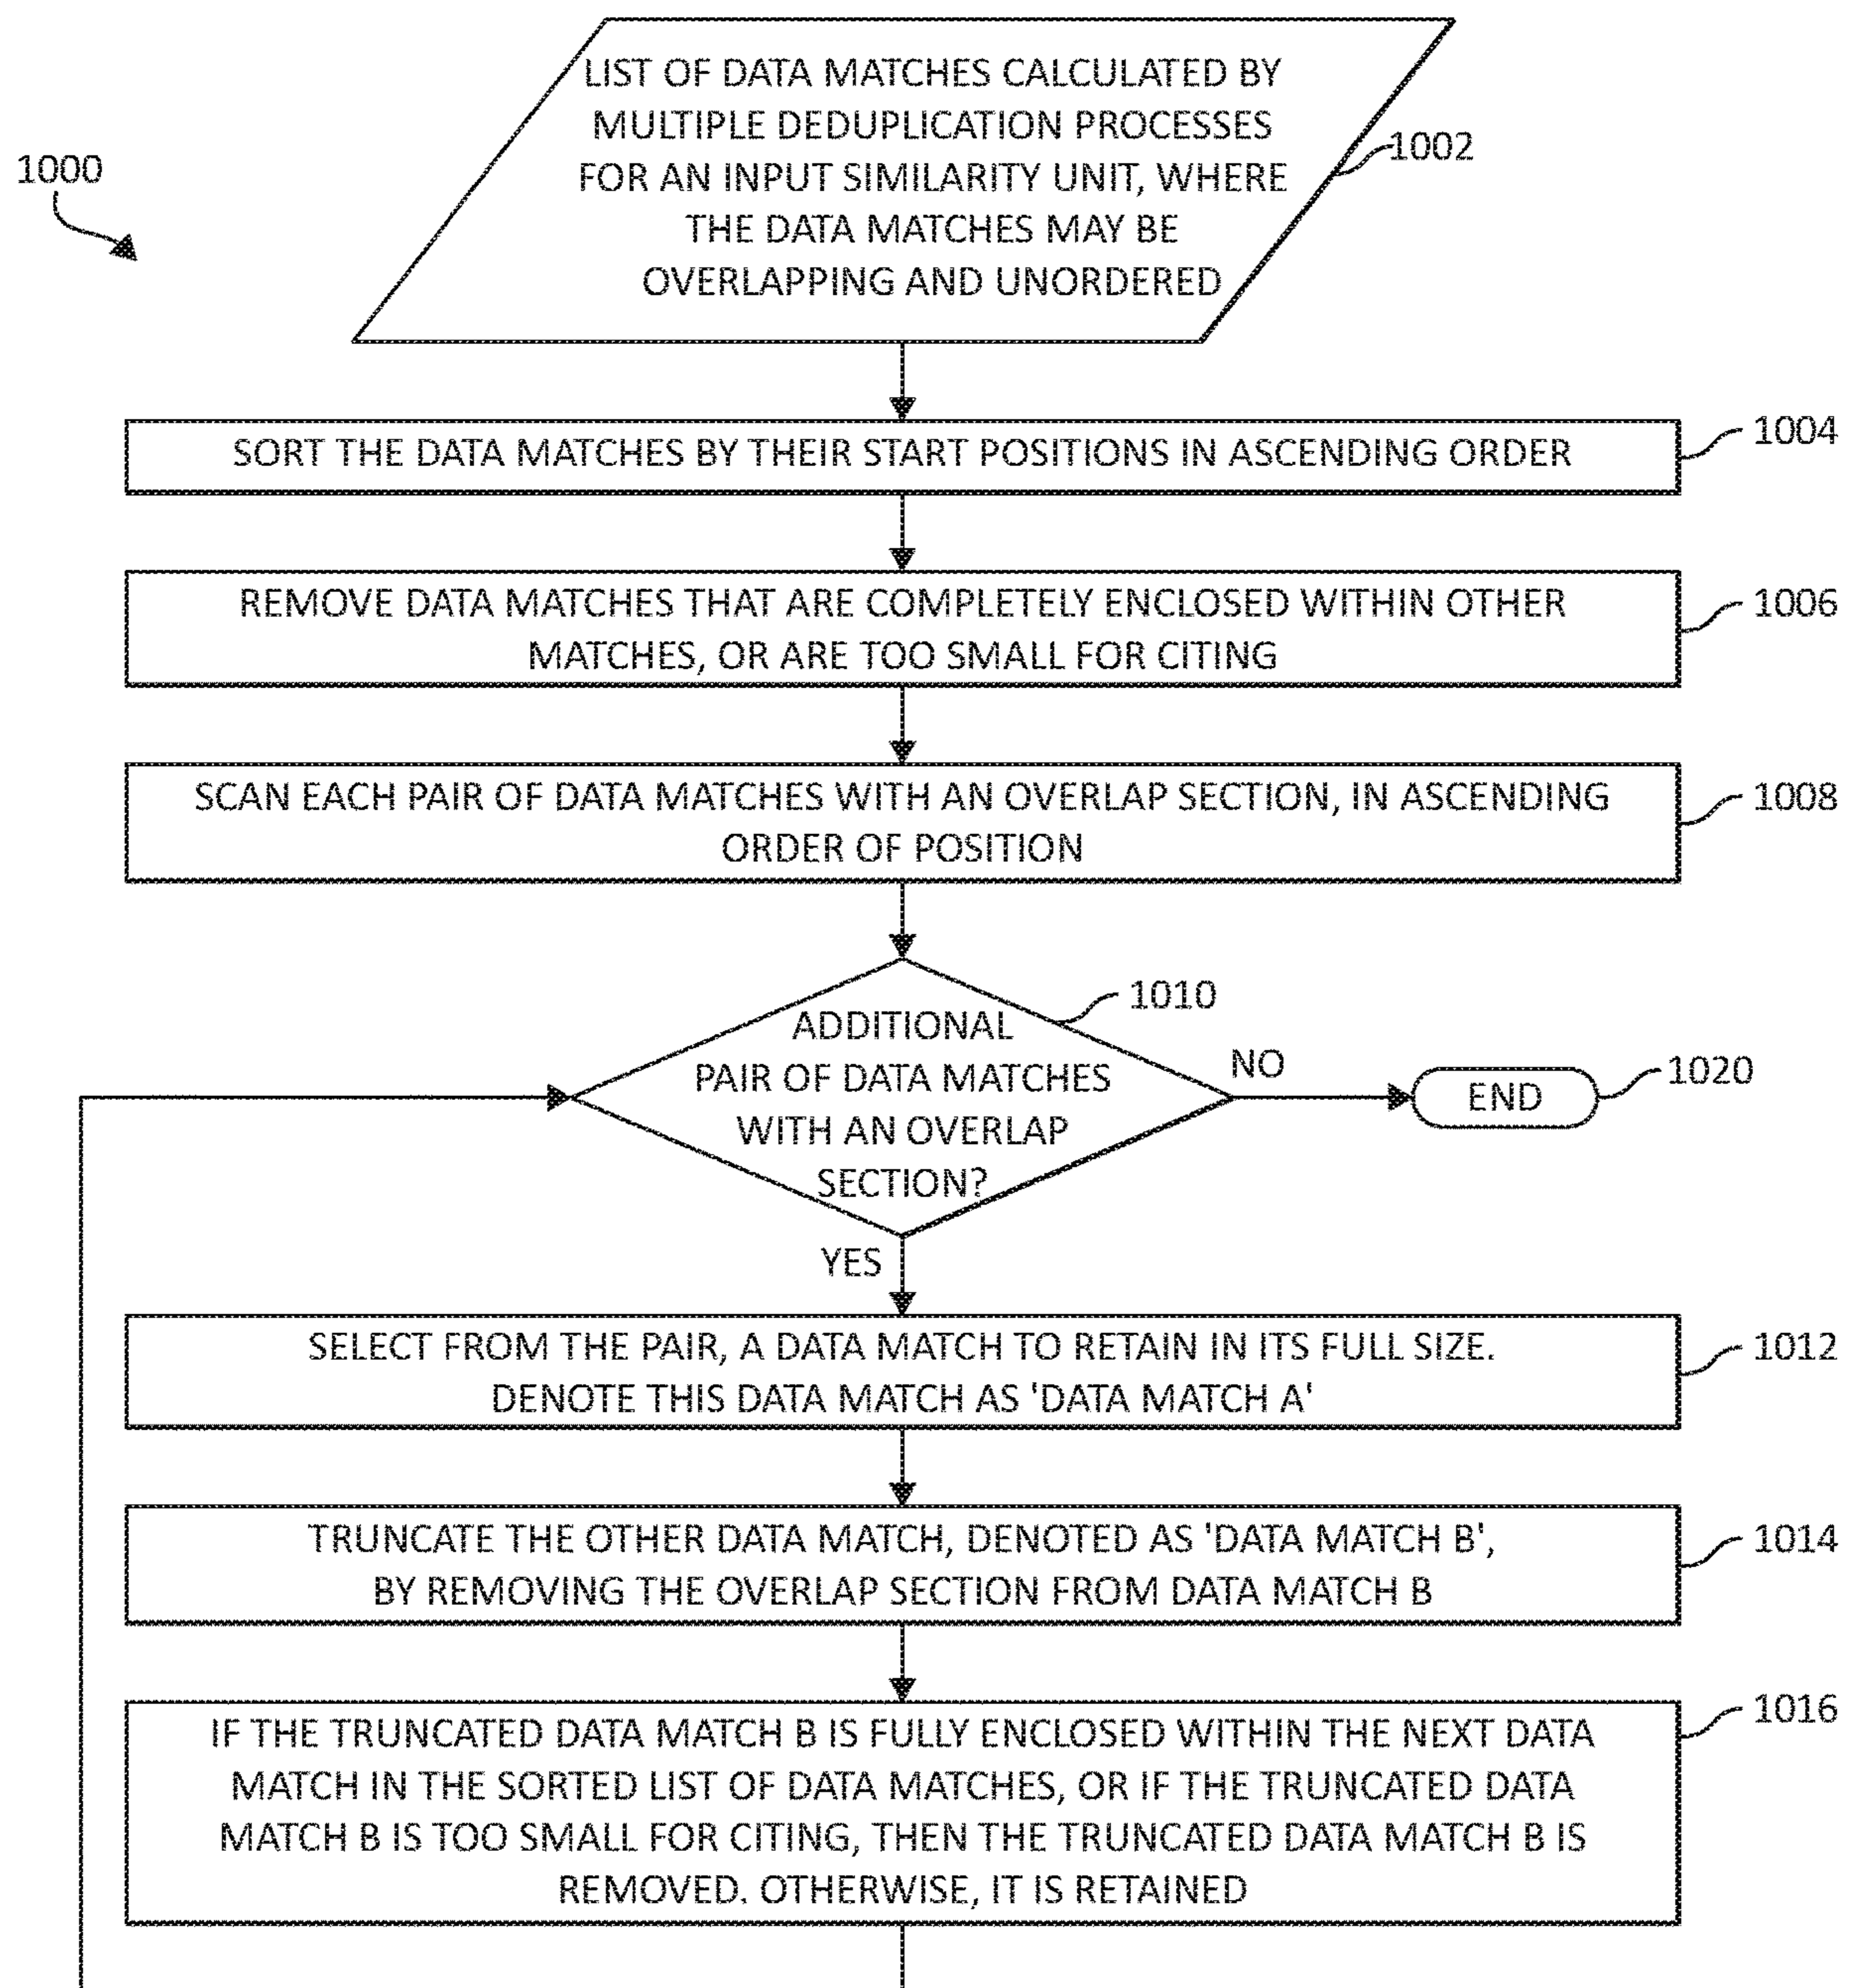 1000
LIST OF DATA MATCHES CALCULATED BY
MULTIPLE DEDUPLICATION PROCESSES
FOR AN INPUT SIMILARITY UNIT, WHERE
THE DATA MATCHES MAY BE
OVERLAPPING AND UNORDERED
1002
SORT THE DATA MATCHES BY THEIR START POSITIONS IN ASCENDING ORDER
1004
REMOVE DATA MATCHES THAT ARE COMPLETELY ENCLOSED WITHIN OTHER
MATCHES, OR ARE TOO SMALL FOR CITING
1006
SCAN EACH PAIR OF DATA MATCHES WITH AN OVERLAP SECTION, IN ASCENDING
ORDER OF POSITION
1008
ADDITIONAL
PAIR OF DATA MATCHES
WITH AN OVERLAP
SECTION?
1010
NO
END
1020
YES
SELECT FROM THE PAIR, A DATA MATCH TO RETAIN IN ITS FULL SIZE.
DENOTE THIS DATA MATCH AS 'DATA MATCH A'
1012
TRUNCATE THE OTHER DATA MATCH, DENOTED AS 'DATA MATCH B',
BY REMOVING THE OVERLAP SECTION FROM DATA MATCH B
1014
IF THE TRUNCATED DATA MATCH B IS FULLY ENCLOSED WITHIN THE NEXT DATA
MATCH IN THE SORTED LIST OF DATA MATCHES, OR IF THE TRUNCATED DATA
MATCH B IS TOO SMALL FOR CITING, THEN THE TRUNCATED DATA MATCH B IS
REMOVED. OTHERWISE, IT IS RETAINED
1016